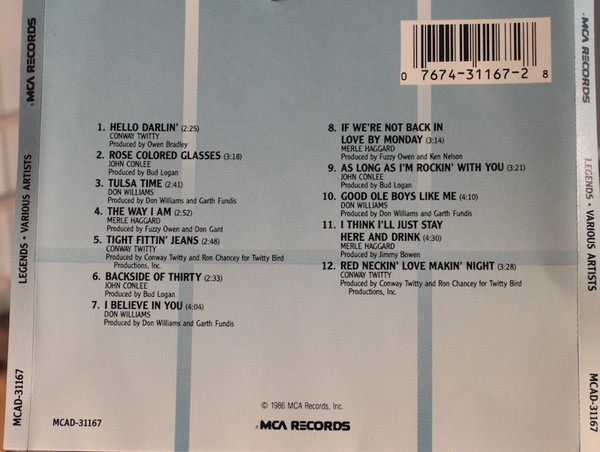 MCA RECORDS
LEGENDS • VARIOUS ARTISTS
MCAD-31167
0 7674-31167-2 8
1. HELLO DARLIN' (2:25)
CONWAY TWITTY
Produced by Owen Bradley
2. ROSE COLORED GLASSES (3:18)
JOHN CONLEE
Produced by Bud Logan
3. TULSA TIME (2:41)
DON WILLIAMS
Produced by Don Williams and Garth Fundis
4. THE WAY I AM (2:52)
MERLE HAGGARD
Produced by Fuzzy Owen and Don Gant
5. TIGHT FITTIN' JEANS (2:48)
CONWAY TWITTY
Produced by Conway Twitty and Ron Chancey for Twitty Bird
Productions, Inc.
6. BACKSIDE OF THIRTY (2:33)
JOHN CONLEE
Produced by Bud Logan
7. I BELIEVE IN YOU (4:04)
DON WILLIAMS
Produced by Don Williams and Garth Fundis
8. IF WE'RE NOT BACK IN
LOVE BY MONDAY (3:14)
MERLE HAGGARD
Produced by Fuzzy Owen and Ken Nelson
9. AS LONG AS I'M ROCKIN' WITH YOU (3:21)
JOHN CONLEE
Produced by Bud Logan
10. GOOD OLE BOYS LIKE ME (4:10)
DON WILLIAMS
Produced by Don Williams and Garth Fundis
11. I THINK I'LL JUST STAY
HERE AND DRINK (4:30)
MERLE HAGGARD
Produced by Jimmy Bowen
12. RED NECKIN' LOVE MAKIN' NIGHT (3:28)
CONWAY TWITTY
Produced by Conway Twitty and Ron Chancey for Twitty Bird
Productions, Inc.
© 1986 MCA Records, Inc.
MCAD-31167
MCA RECORDS
MCA RECORDS
LEGENDS • VARIOUS ARTISTS
MCAD-31167